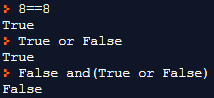 > 8==8
True
> True or False
True
> False and(True or False)
False